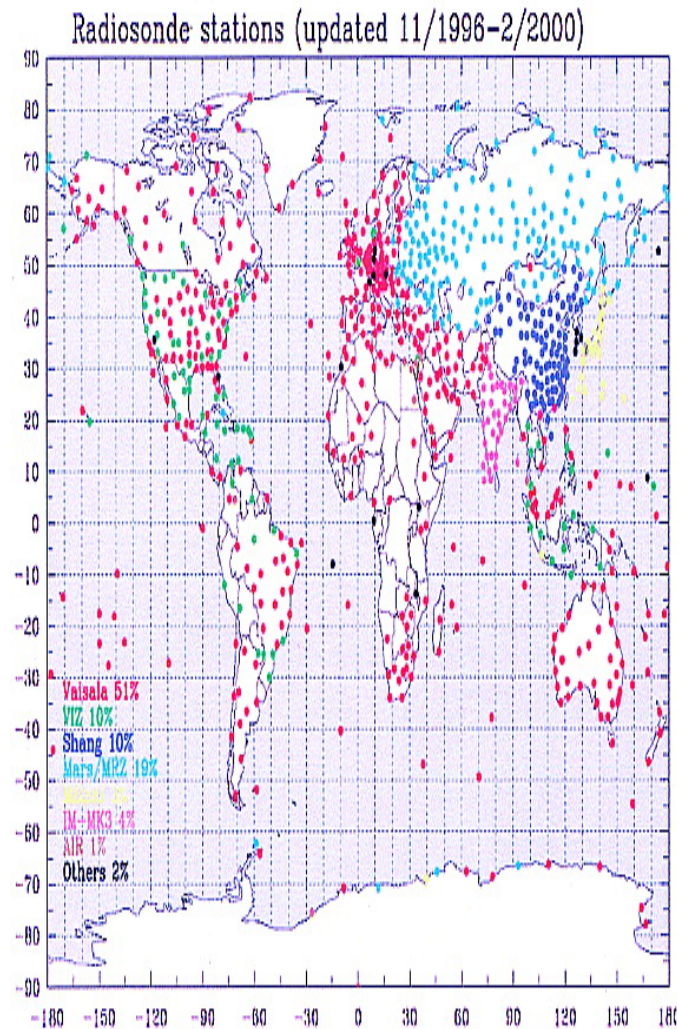 Radiosonde stations (updated 11/1996-2/2000)
90
80
70
60
50
40
30
20
10
0
-10
-20
-30
-40
-50
-60
-70
-80
-90
Vaisala 51%
VIZ 10%
Shang 10%
Mars/MRZ 19%
IM-MK3 4%
AIR 1%
Others 2%
-180 -150 -120 -90 -60 -30 0 30 60 90 120 150 180